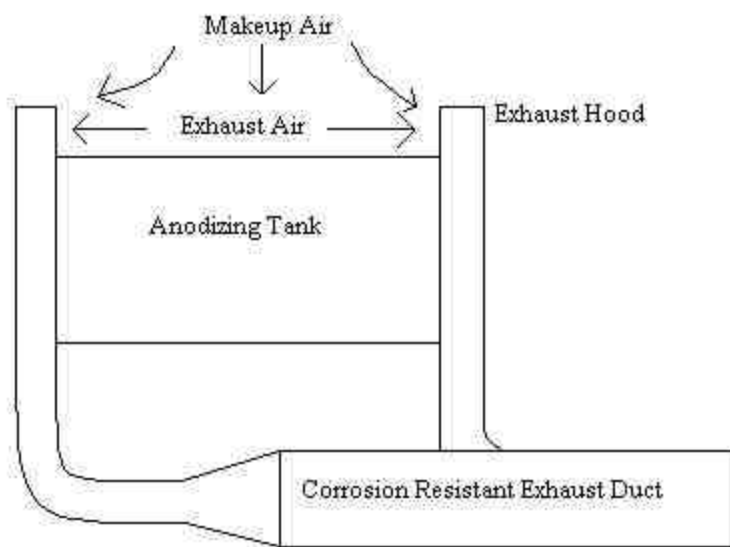 Makeup Air
Exhaust Air
Exhaust Hood
Anodizing Tank
Corrosion Resistant Exhaust Duct